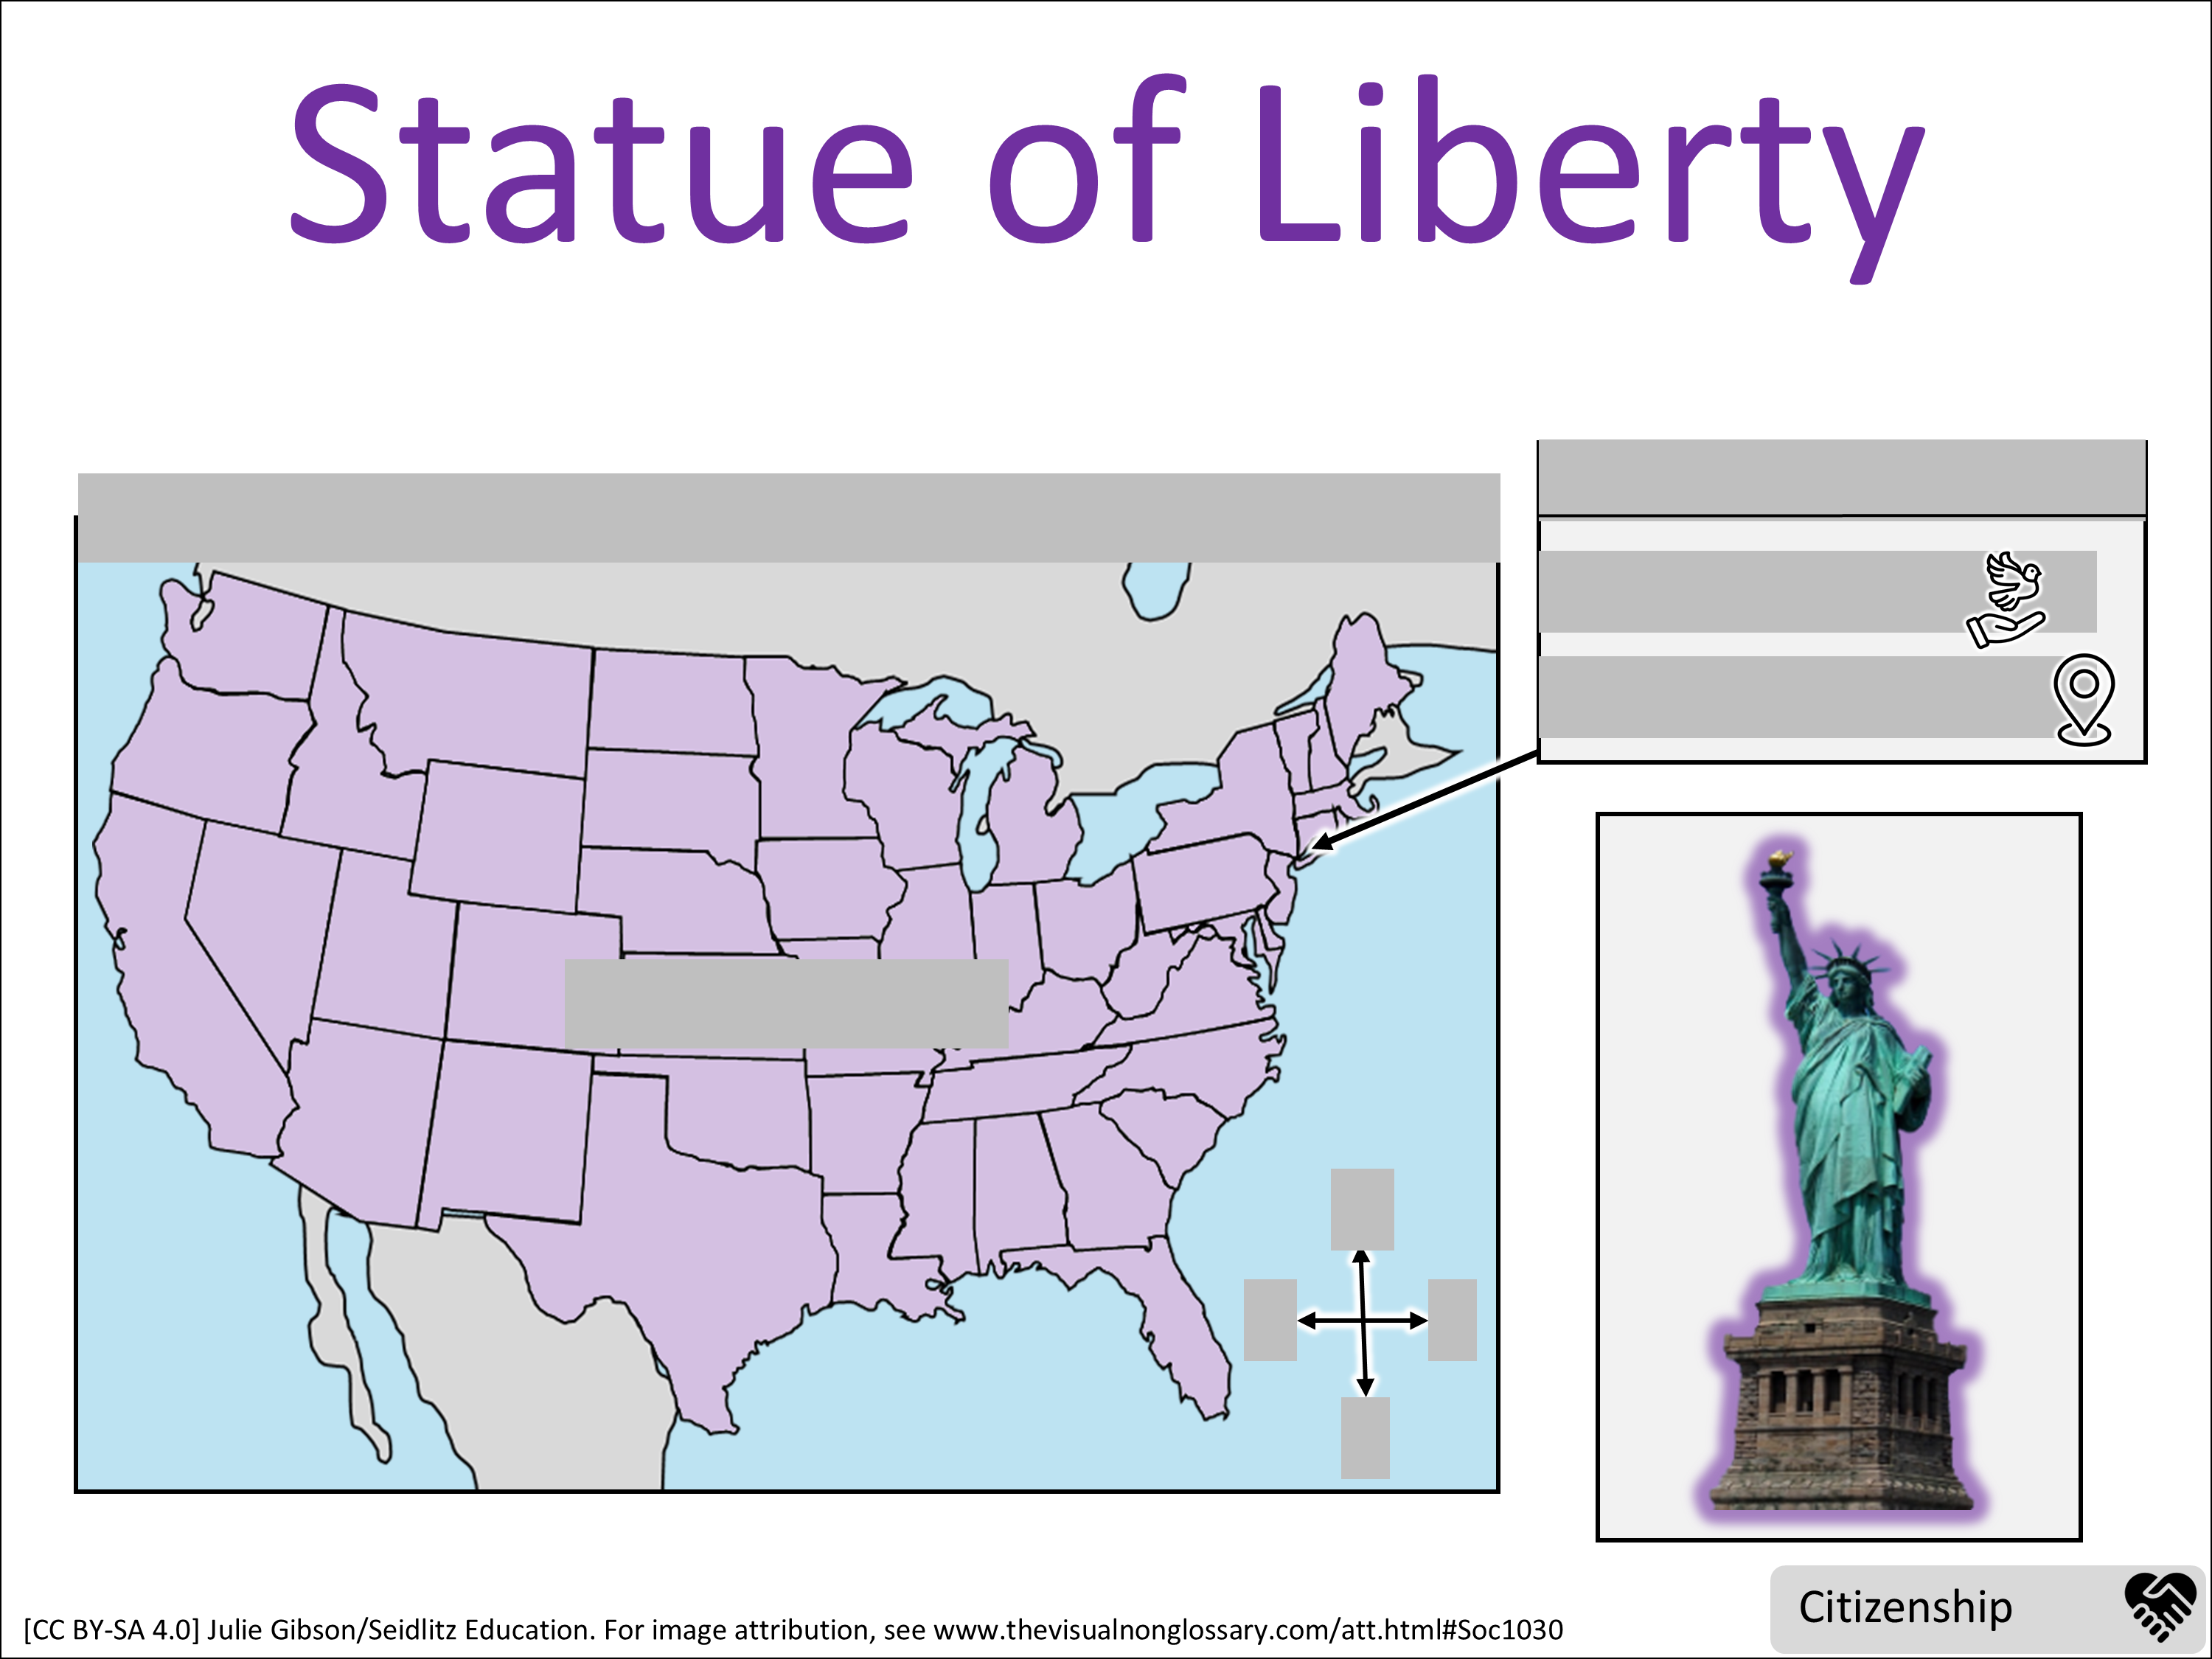 Statue of Liberty
Citizenship
[CC BY-SA 4.0] Julie Gibson/Seidlitz Education. For image attribution, see www.thevisualnonglossary.com/att.html#Soc1030